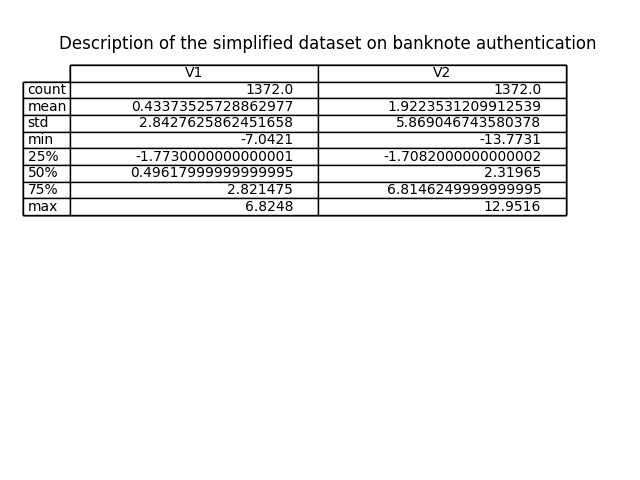 Description of the simplified dataset on banknote authentication
V1 V2
count 1372.0 1372.0
mean 0.43373525728862977 1.9223531209912539
std 2.8427625862451658 5.869046743580378
min -7.0421 -13.7731
25% -1.7730000000000001 -1.7082000000000002
50% 0.49617999999999995 2.31965
75% 2.821475 6.8146249999999995
max 6.8248 12.9516